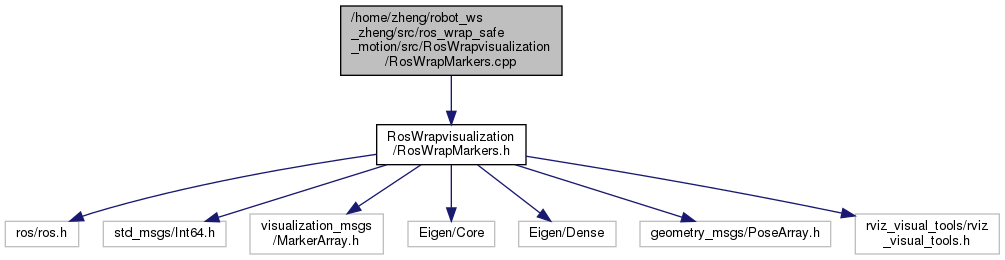 /home/zheng/robot_ws
_zheng/src/ros_wrap_safe
_motion/src/RosWrapvisualization
/RosWrapMarkers.cpp
RosWrapvisualization
/RosWrapMarkers.h
ros/ros.h
std_msgs/Int64.h
visualization_msgs
/MarkerArray.h
Eigen/Core
Eigen/Dense
geometry_msgs/PoseArray.h
rviz_visual_tools/rviz
_visual_tools.h